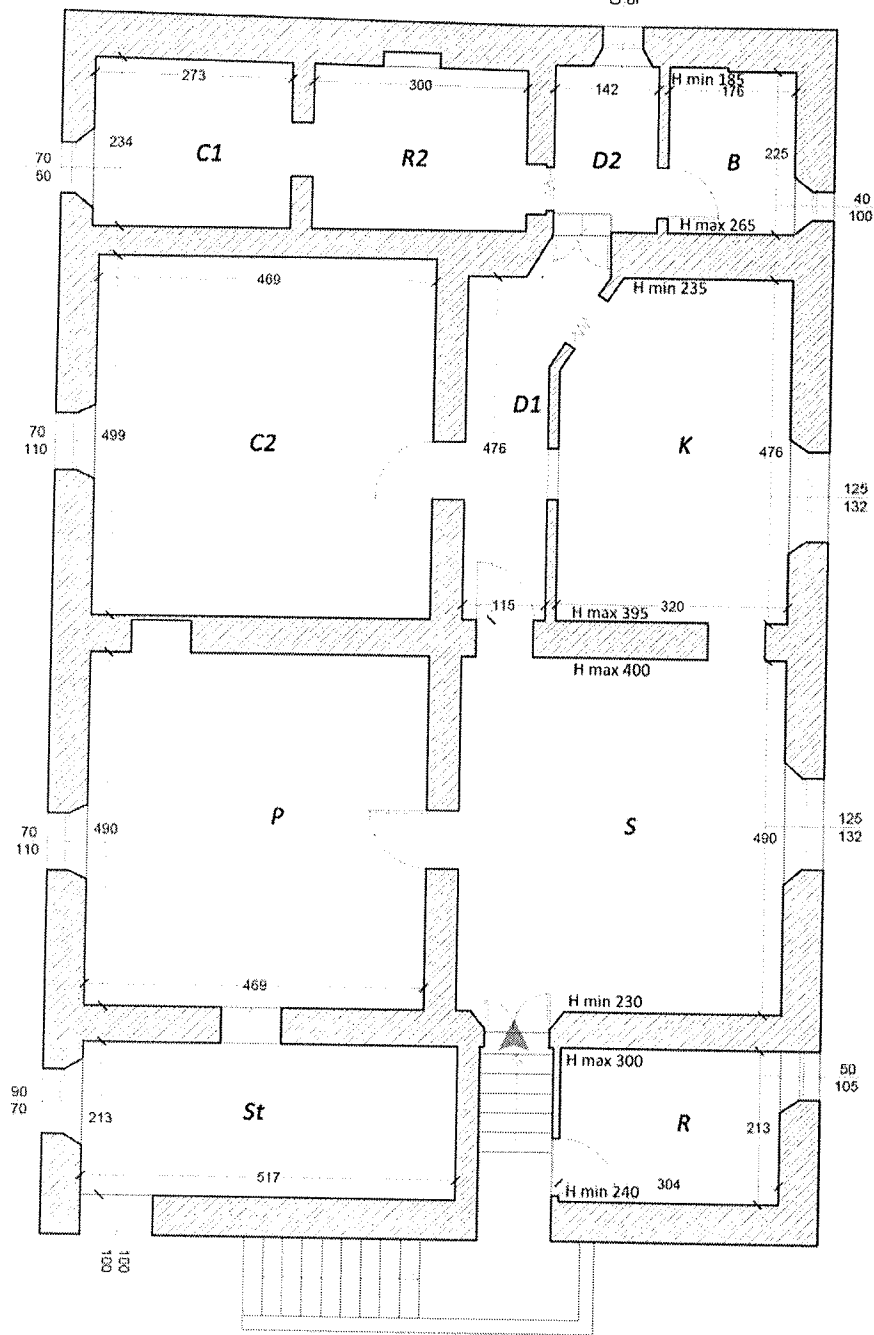 273
300
142
H min 185
176
70
50
234
C1
R2
D2
B
225
40
100
H max 265
469
H min 235
70
110
499
C2
D1
476
K
476
125
132
115
H max 395
320
H max 400
70
110
490
P
S
490
125
132
469
H min 230
H max 300
50
105
90
70
213
St
R
213
517
H min 240
304
100
100